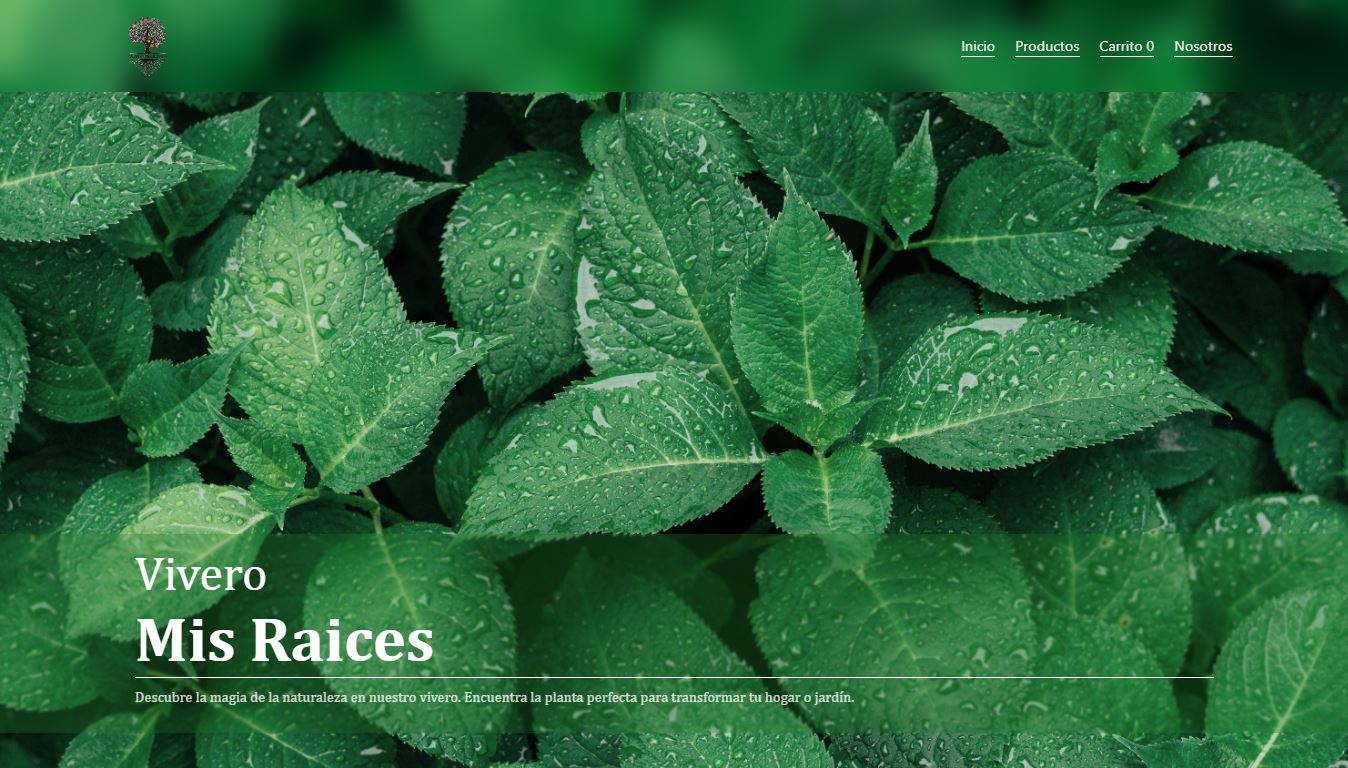 Inicio Productos Carrito 0 Nosotros
Vivero
Mis Raices
Descubre la magia de la naturaleza en nuestro vivero. Encuentra la planta perfecta para transformar tu hogar o jardín.